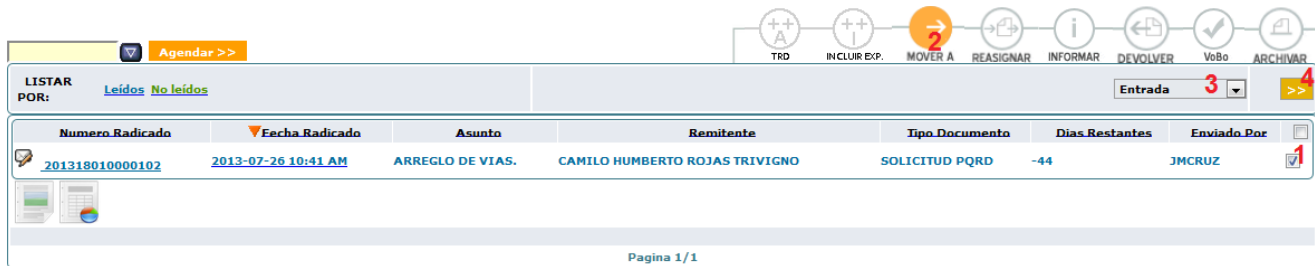 ++
A
TRD
++
INCLUIR EXP.
2
MOVER A
REASIGNAR
i
INFORMAR
DEVOLVER
VoBo
ARCHIVAR
Agendar >>
LISTAR POR:
Leídos No leídos
Entrada
3
>>
4
Numero Radicado Fecha Radicado Asunto Remitente Tipo Documento Dias Restantes Enviado Por
201318010000102 2013-07-26 10:41 AM ARREGLO DE VIAS. CAMILO HUMBERTO ROJAS TRIVIGNO SOLICITUD PQRD -44 JMCRUZ 1
Pagina 1/1